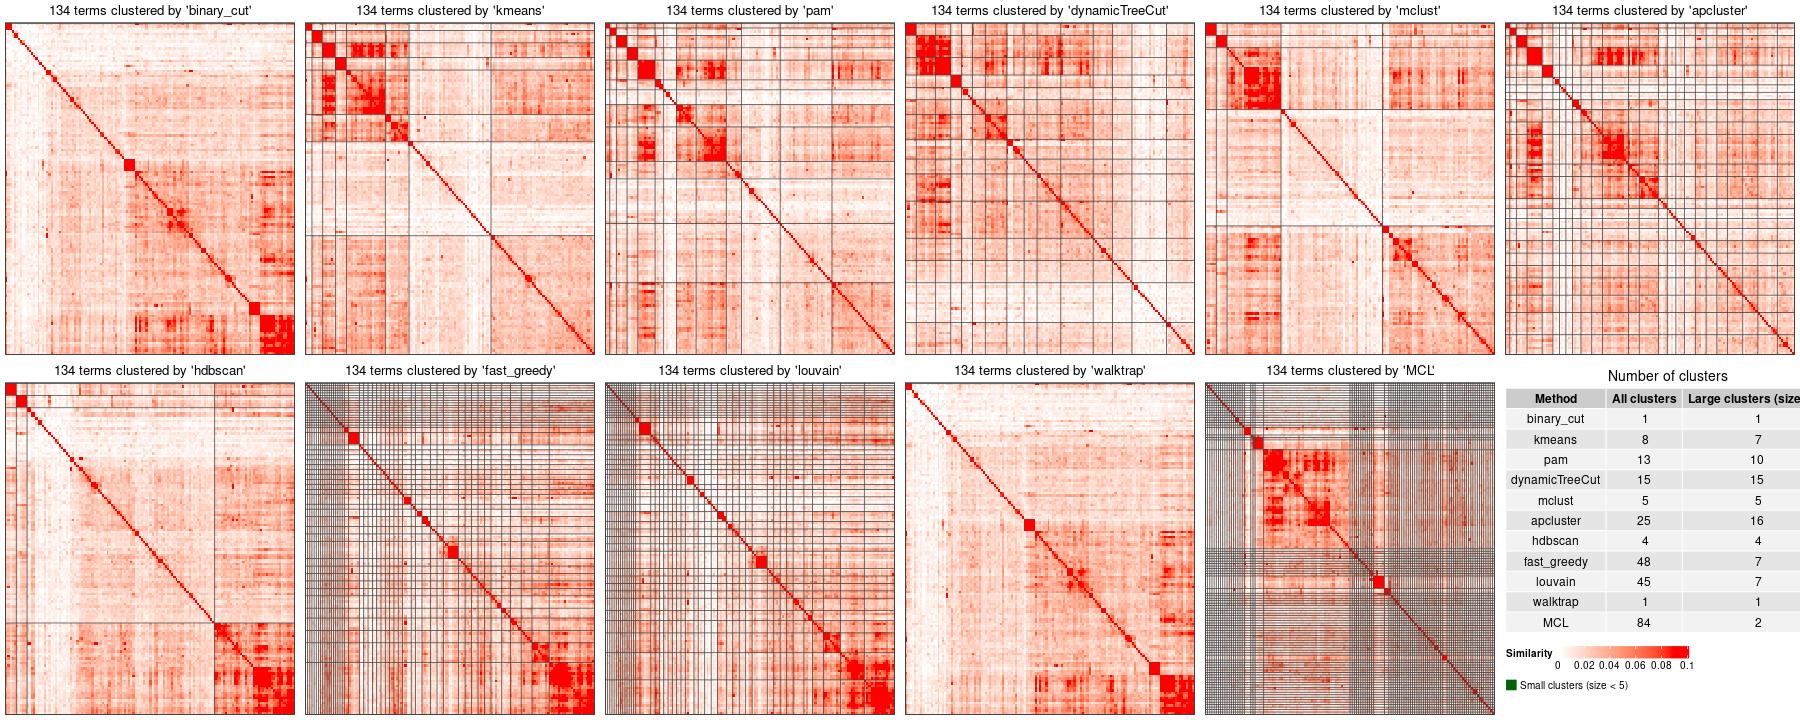 134 terms clustered by 'binary_cut'
134 terms clustered by 'kmeans'
134 terms clustered by 'pam'
134 terms clustered by 'dynamicTreeCut'
134 terms clustered by 'mclust'
134 terms clustered by 'apcluster'
134 terms clustered by 'hdbscan'
134 terms clustered by 'fast_greedy'
134 terms clustered by 'louvain'
134 terms clustered by 'walktrap'
134 terms clustered by 'MCL'
Number of clusters
Method All clusters Large clusters (size
binary_cut 1 1
kmeans 8 7
pam 13 10
dynamicTreeCut 15 15
mclust 5 5
apcluster 25 16
hdbscan 4 4
fast_greedy 48 7
louvain 45 7
walktrap 1 1
MCL 84 2
Similarity
0 0.02 0.04 0.06 0.08 0.1
Small clusters (size < 5)